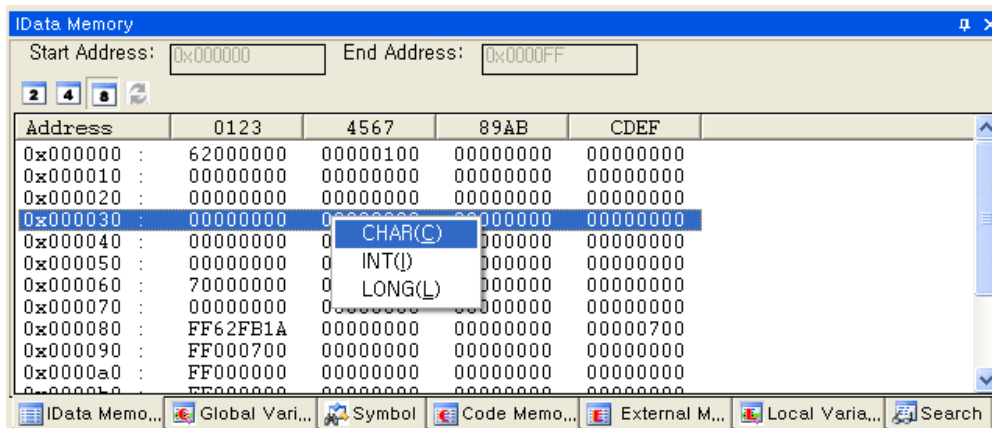 IData Memory
Start Address: 0x000000 End Address: 0x0000FF
2 4 8
Address 0123 4567 89AB CDEF
0x000000 : 62000000 00000100 00000000 00000000
0x000010 : 00000000 00000000 00000000 00000000
0x000020 : 00000000 00000000 00000000 00000000
0x000030 : 00000000 00000000 00000000
CHAR(C)
0x000040 : 00000000 00000000
0x000050 : 00000000 00000000
INT(I)
0x000060 : 70000000 00000000
LONG(L)
0x000070 : 00000000 00000000 00000000
0x000080 : FF62FB1A 00000000 00000000 00000700
0x000090 : FF000700 00000000 00000000 00000000
0x0000a0 : FF000000 00000000 00000000 00000000
IData Memo... Global Vari... Symbol Code Memo... External M... Local Varia... Search